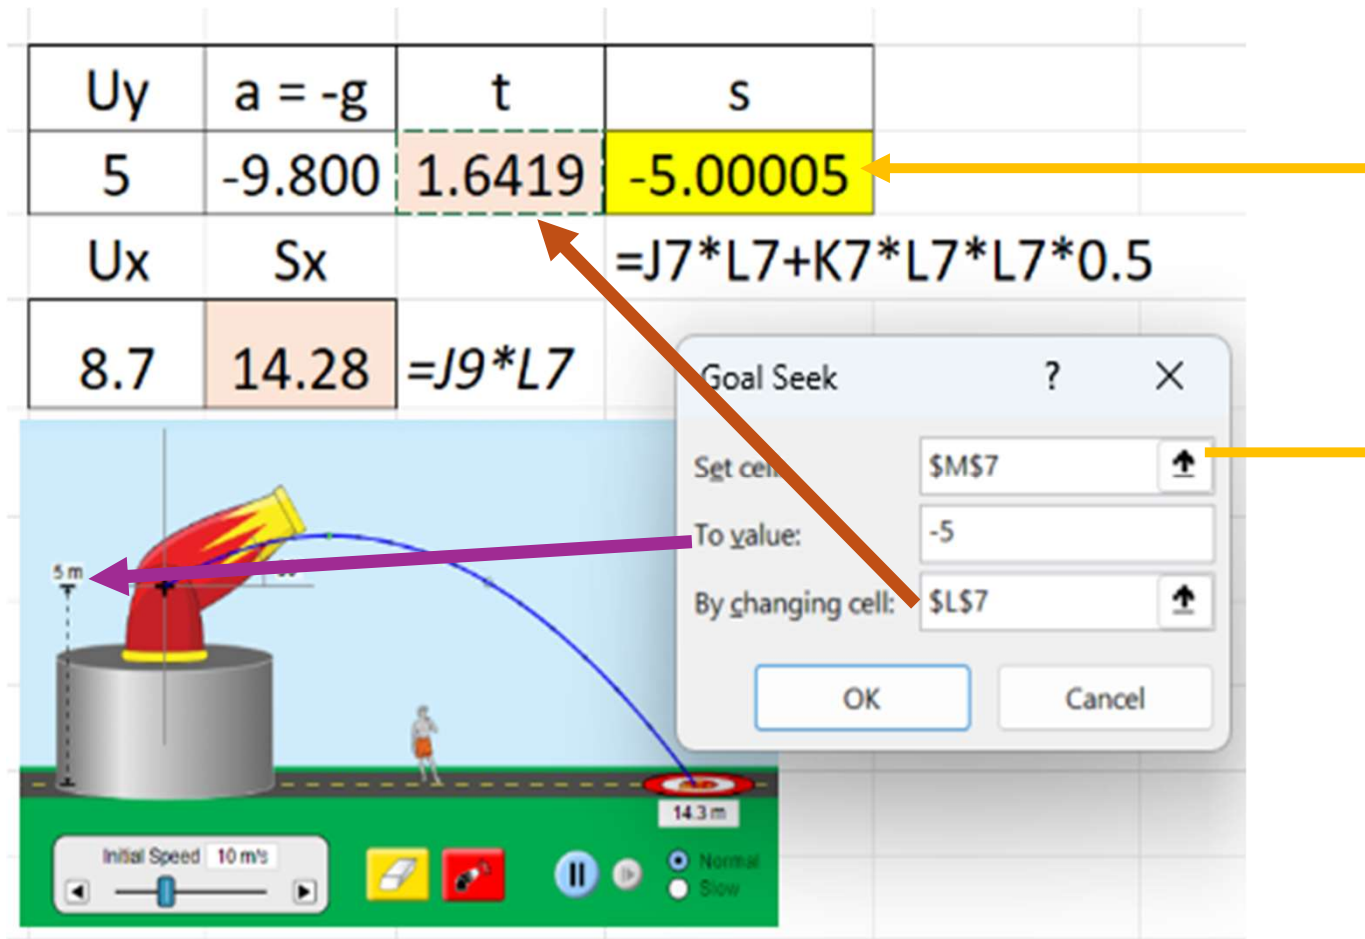 Uy a = -g t s
5 -9.800 1.6419 -5.00005
Ux Sx =J7*L7+K7*L7*L7*0.5
8.7 14.28 =J9*L7
Goal Seek ? ×
Set cell: $M$7
To value: -5
By changing cell: $L$7
OK Cancel
5 m
14.3 m
Initial Speed 10 m/s
Normal
Slow